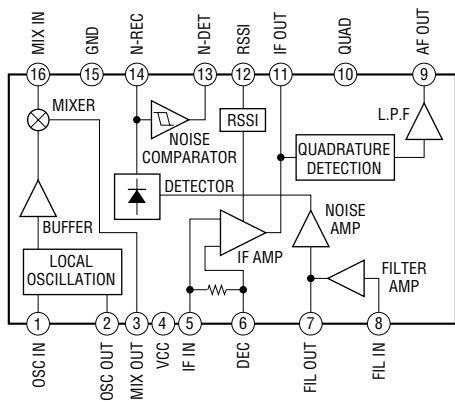 MIX IN
GND
N-REC
N-DET
RSSI
IF OUT
QUAD
AF OUT
16
15
14
13
12
11
10
9
MIXER
RSSI
L.P.F
NOISE
COMPARATOR
QUADRATURE
DETECTION
DETECTOR
BUFFER
IF AMP
NOISE
AMP
LOCAL
OSCILLATION
FILTER
AMP
1
2
3
4
5
6
7
8
OSC IN
OSC OUT
MIX OUT
VCC
IF IN
DEC
FIL OUT
FIL IN